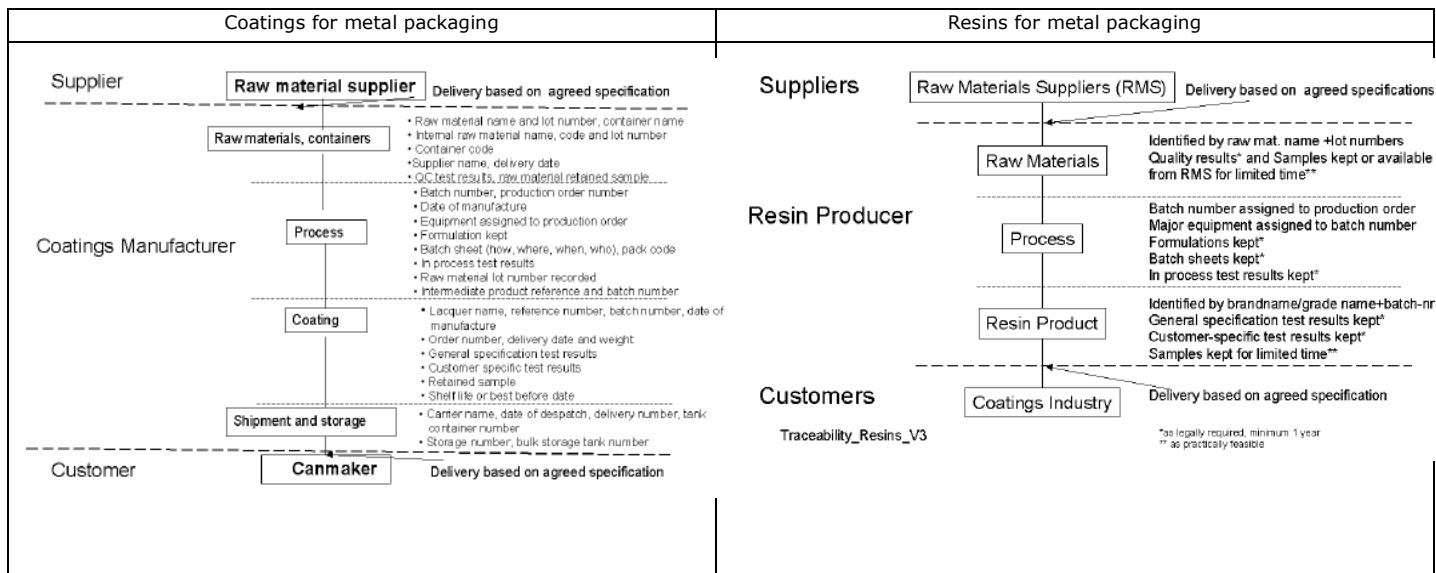 Coatings for metal packaging
Supplier
Raw material supplier
Delivery based on agreed specification
Raw materials, containers
• Raw material name and lot number, container name
• Internal raw material name, code and lot number
• Container code
•Supplier name, delivery date
• QC test results, raw material retained sample
Coatings Manufacturer
Process
• Batch number, production order number
• Date of manufacture
• Equipment assigned to production order
• Formulation kept
• Batch sheet (how, where, when, who), pack code
• In process test results
• Raw material lot number recorded
• Intermediate product reference and batch number
Coating
• Lacquer name, reference number, batch number, date of
manufacture
• Order number, delivery date and weight
• General specification test results
• Customer specific test results
• Retained sample
• Shelf life or best before date
Shipment and storage
• Carrier name, date of despatch, delivery number, tank
container number
• Storage number, bulk storage tank number
Customer
Canmaker
Delivery based on agreed specification
Resins for metal packaging
Suppliers
Raw Materials Suppliers (RMS)
Delivery based on agreed specifications
Raw Materials
Identified by raw mat. name +lot numbers
Quality results* and Samples kept or available
from RMS for limited time**
Resin Producer
Process
Batch number assigned to production order
Major equipment assigned to batch number
Formulations kept*
Batch sheets kept*
In process test results kept*
Resin Product
Identified by brandname/grade name+batch-nr
General specification test results kept*
Customer-specific test results kept*
Samples kept for limited time**
Customers
Coatings Industry
Delivery based on agreed specification
Traceability_Resins_V3
*as legally required, minimum 1 year
** as practically feasible